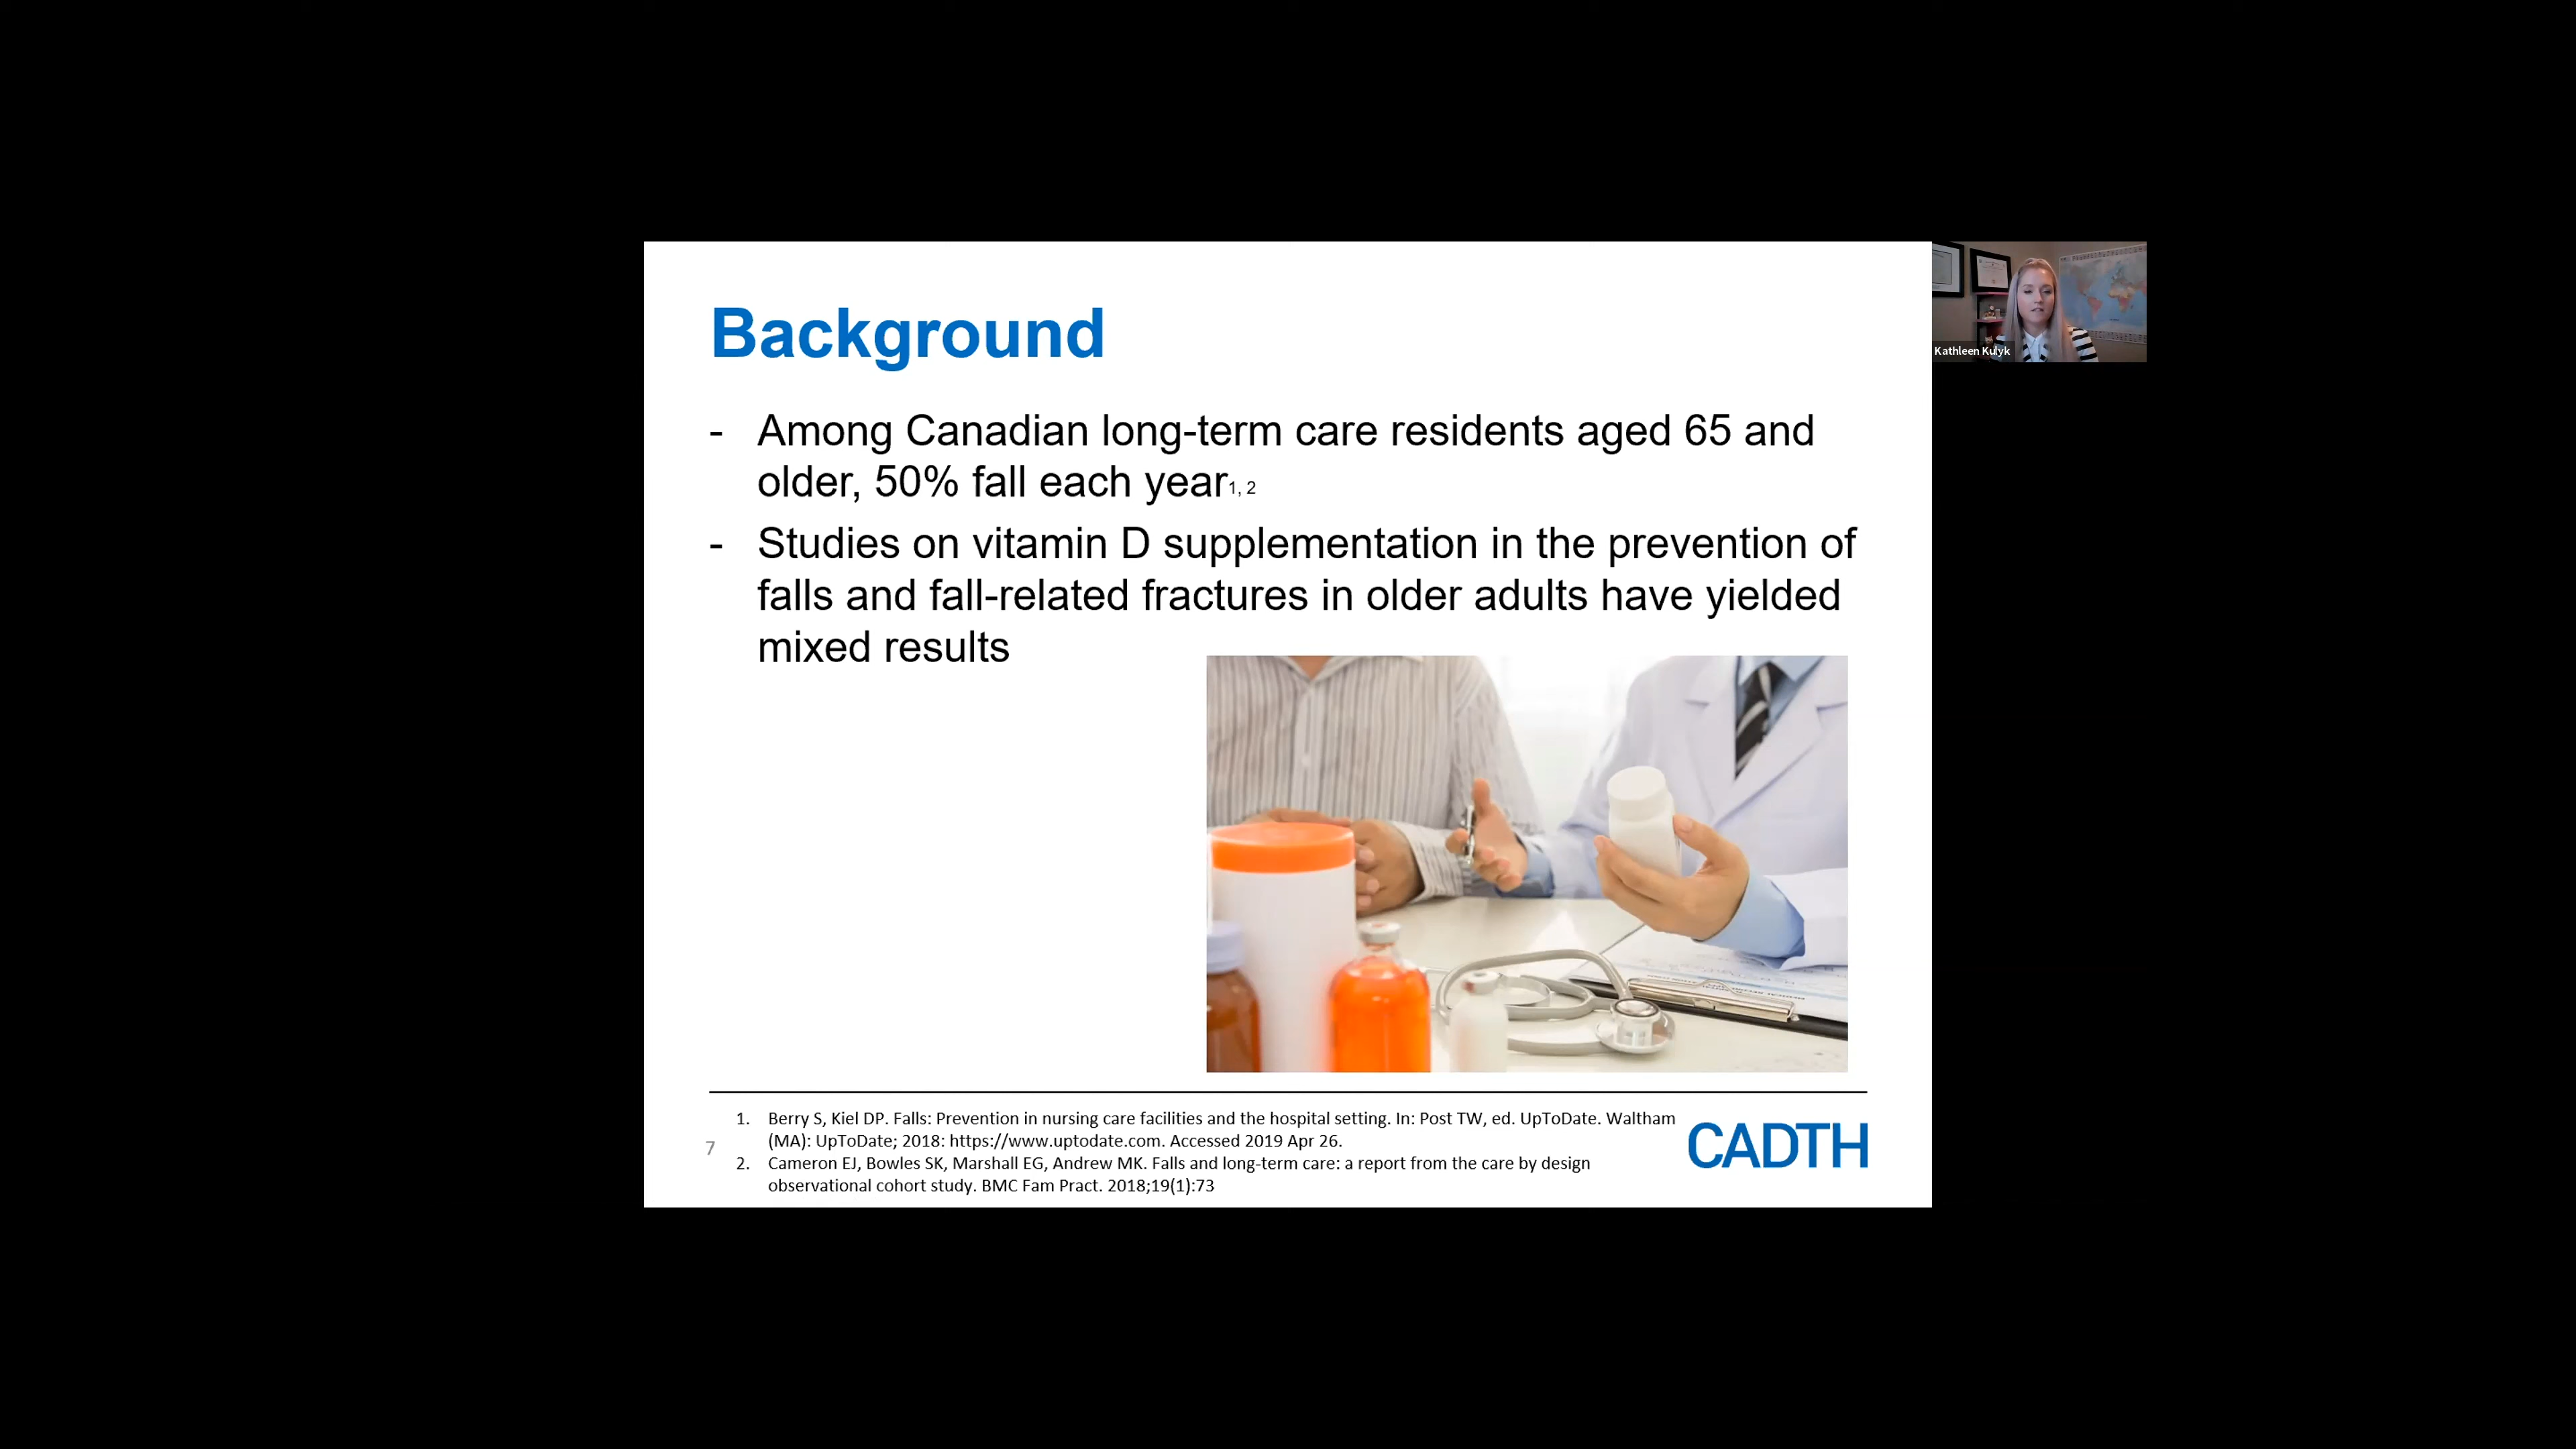 Background
- Among Canadian long-term care residents aged 65 and
older, 50% fall each year1, 2
- Studies on vitamin D supplementation in the prevention of
falls and fall-related fractures in older adults have yielded
mixed results
Kathleen Kulyk
1. Berry S, Kiel DP. Falls: Prevention in nursing care facilities and the hospital setting. In: Post TW, ed. UpToDate. Waltham
(MA): UpToDate; 2018: https://www.uptodate.com. Accessed 2019 Apr 26.
2. Cameron EJ, Bowles SK, Marshall EG, Andrew MK. Falls and long-term care: a report from the care by design
observational cohort study. BMC Fam Pract. 2018;19(1):73
7
CADTH